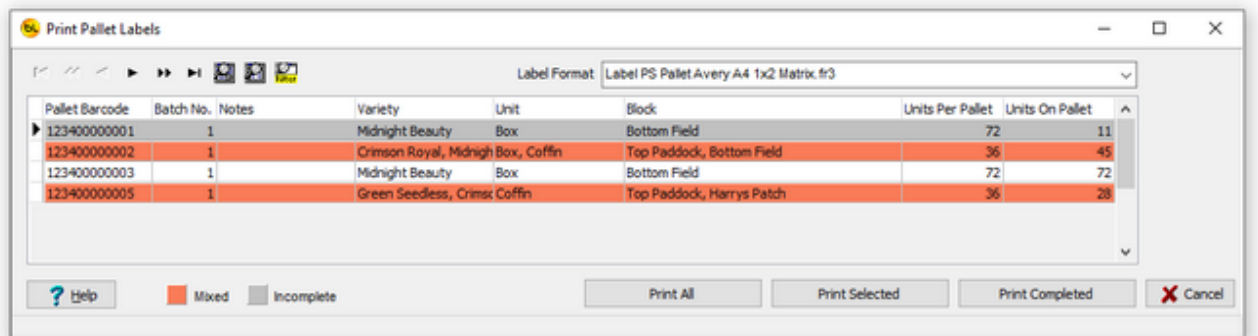 Print Pallet Labels
Label Format Label PS Pallet Avery A4 1x2 Matrix.fr3
Filter
Pallet Barcode Batch No. Notes Variety Unit Block Units Per Pallet Units On Pallet
123400000001 1 Midnight Beauty Box Bottom Field 72 11
123400000002 1 Crimson Royal, Midnigh Box, Coffin Top Paddock, Bottom Field 36 45
123400000003 1 Midnight Beauty Box Bottom Field 72 72
123400000005 1 Green Seedless, Crimsc Coffin Top Paddock, Harrys Patch 36 28
? Help Mixed Incomplete Print All Print Selected Print Completed Cancel